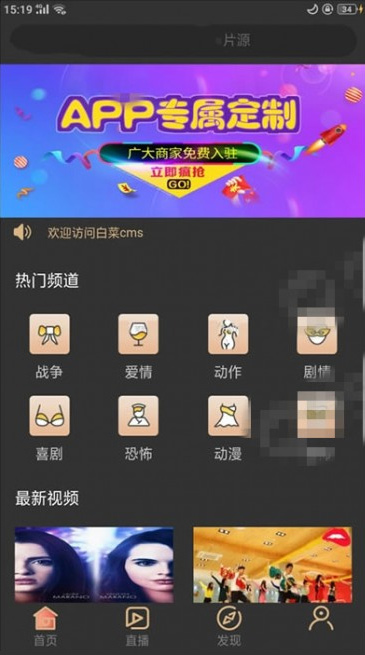 15:19
34
片源
APP专属定制
广大商家免费入驻
立即疯抢
GO!
欢迎访问白菜cms
热门频道
战争 爱情 动作 剧情
喜剧 恐怖 动漫
最新视频
首页 直播 发现